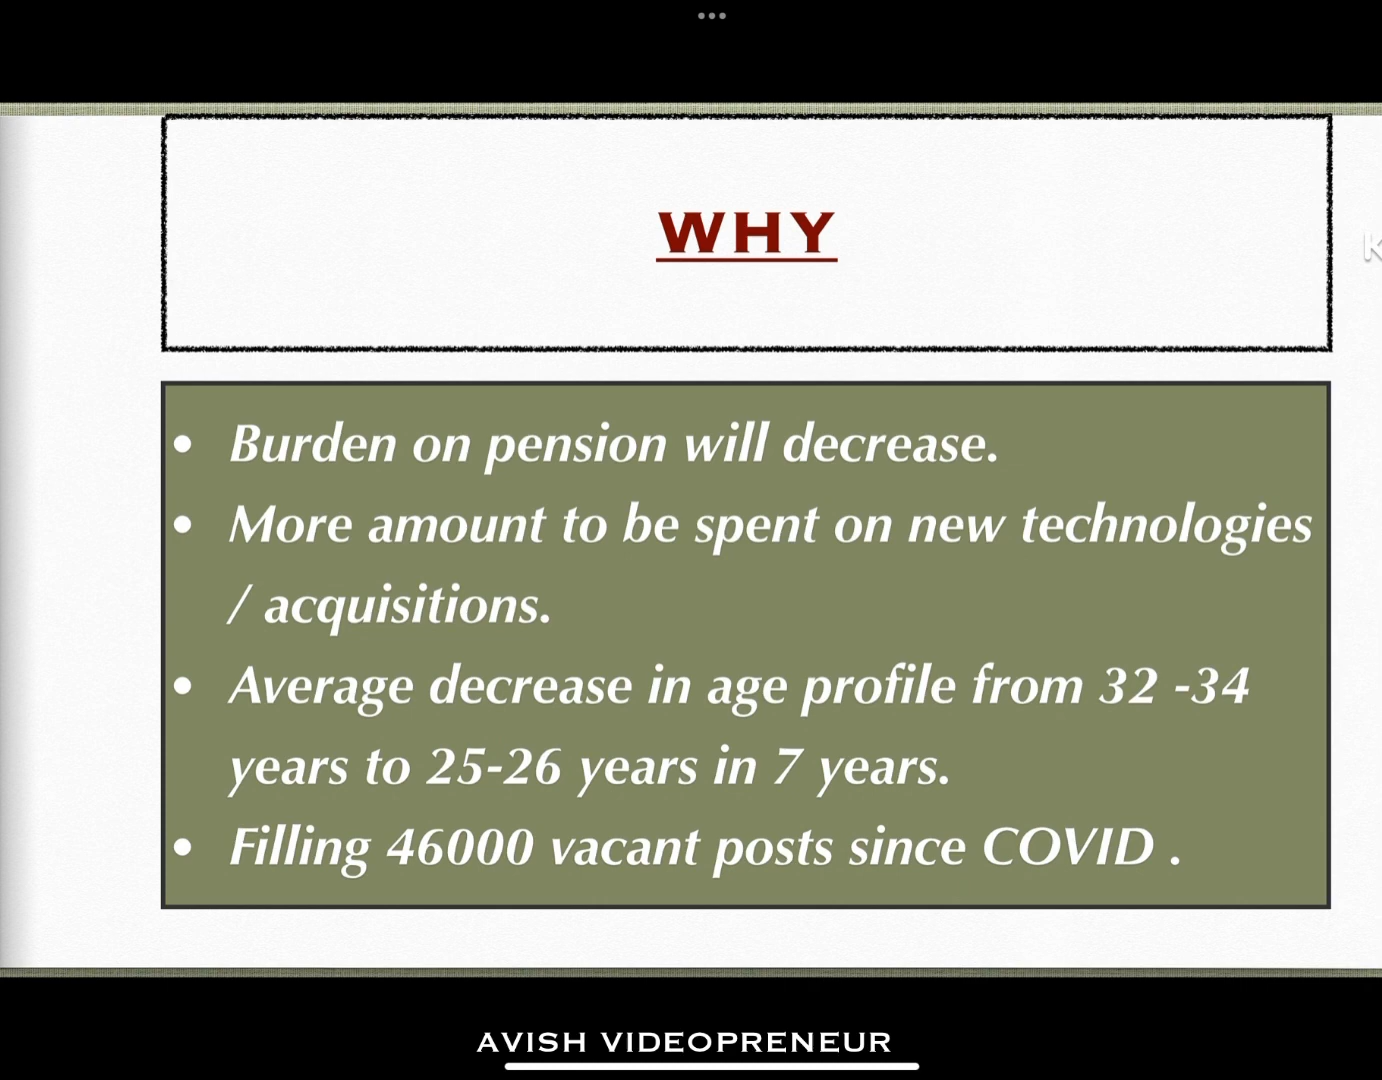 WHY
K
• Burden on pension will decrease.
• More amount to be spent on new technologies
/ acquisitions.
• Average decrease in age profile from 32 -34
years to 25-26 years in 7 years.
• Filling 46000 vacant posts since COVID .
AVISH VIDEOPRENEUR